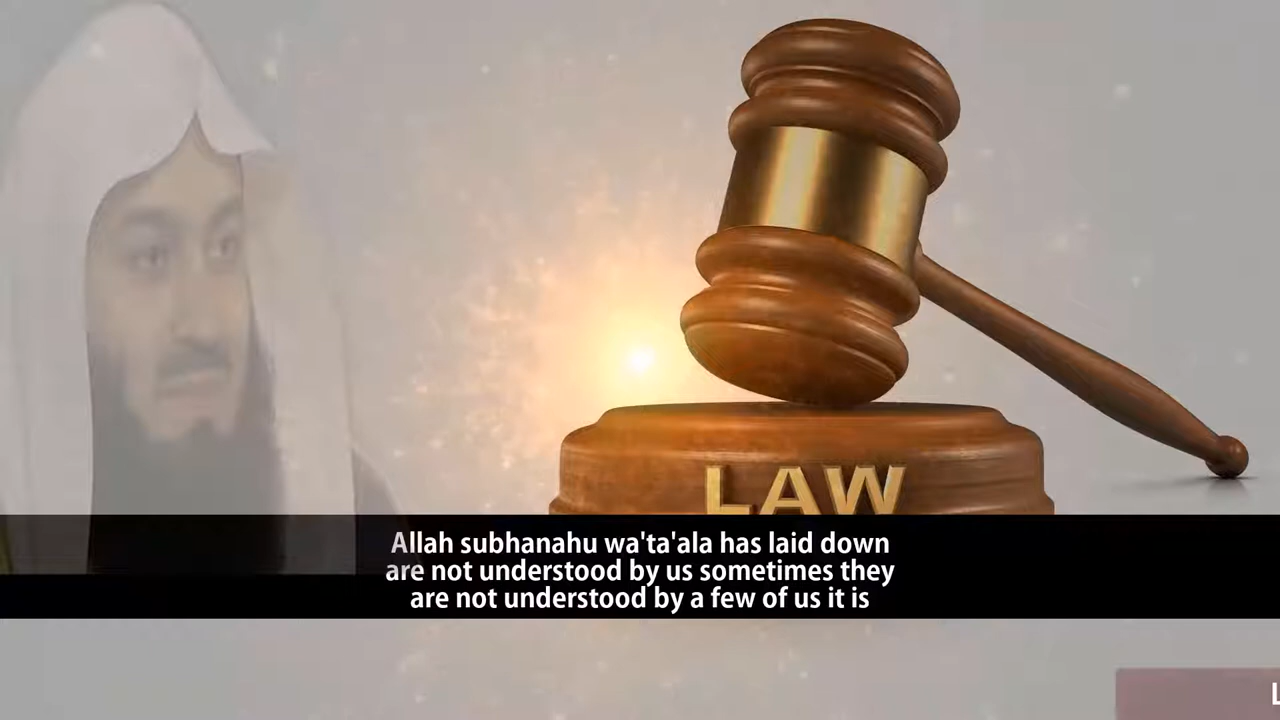 LAW
Allah subhanahu wa'ta'ala has laid down
are not understood by us sometimes they
are not understood by a few of us it is
L